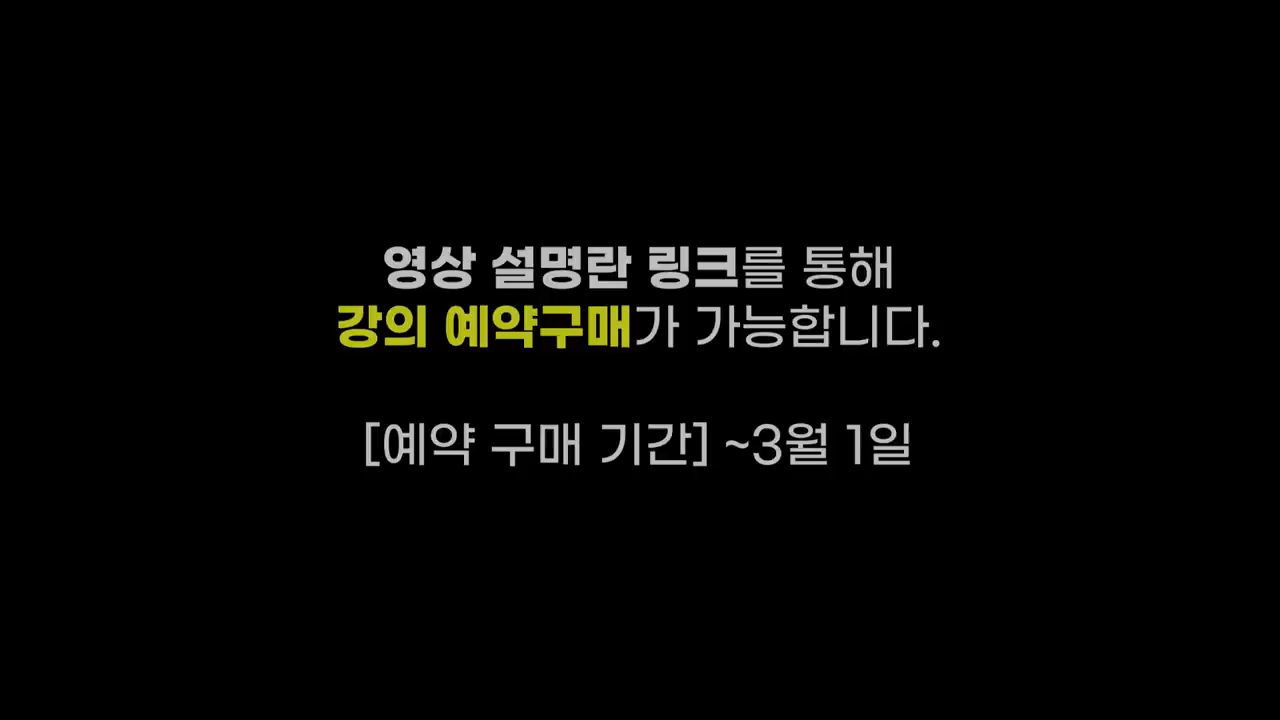 영상 설명란 링크를 통해
강의 예약구매가 가능합니다.
[예약 구매 기간] ~3월 1일